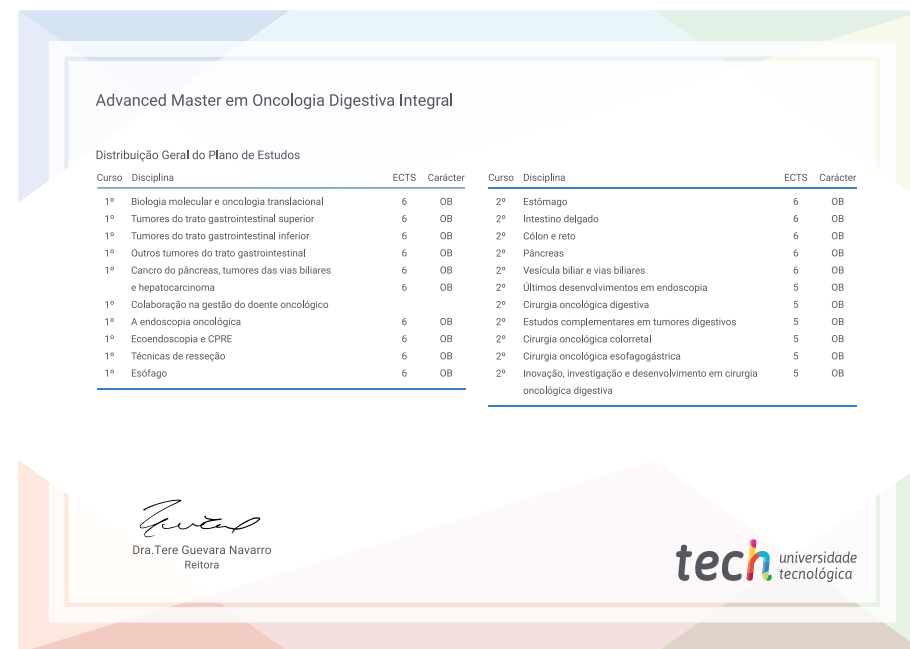 Advanced Master em Oncologia Digestiva Integral
Distribuição Geral do Plano de Estudos
Curso Disciplina ECTS Carácter
1º Biologia molecular e oncologia translacional 6 OB
1º Tumores do trato gastrointestinal superior 6 OB
1º Tumores do trato gastrointestinal inferior 6 OB
1º Outros tumores do trato gastrointestinal 6 OB
1º Cancro do pâncreas, tumores das vias biliares 6 OB
e hepatocarcinoma 6 OB
1º Colaboração na gestão do doente oncológico
1º A endoscopia oncológica 6 OB
1º Ecoendoscopia e CPRE 6 OB
1º Técnicas de resseção 6 OB
1º Esófago 6 OB
Curso Disciplina ECTS Carácter
2º Estômago 6 OB
2º Intestino delgado 6 OB
2º Cólon e reto 6 OB
2º Pâncreas 6 OB
2º Vesícula biliar e vias biliares 6 OB
2º Últimos desenvolvimentos em endoscopia 5 OB
2º Cirurgia oncológica digestiva 5 OB
2º Estudos complementares em tumores digestivos 5 OB
2º Cirurgia oncológica colorretal 5 OB
2º Cirurgia oncológica esofagogástrica 5 OB
2º Inovação, investigação e desenvolvimento em cirurgia 5 OB
oncológica digestiva
Dra.Tere Guevara Navarro
Reitora
tech universidade
tecnológica